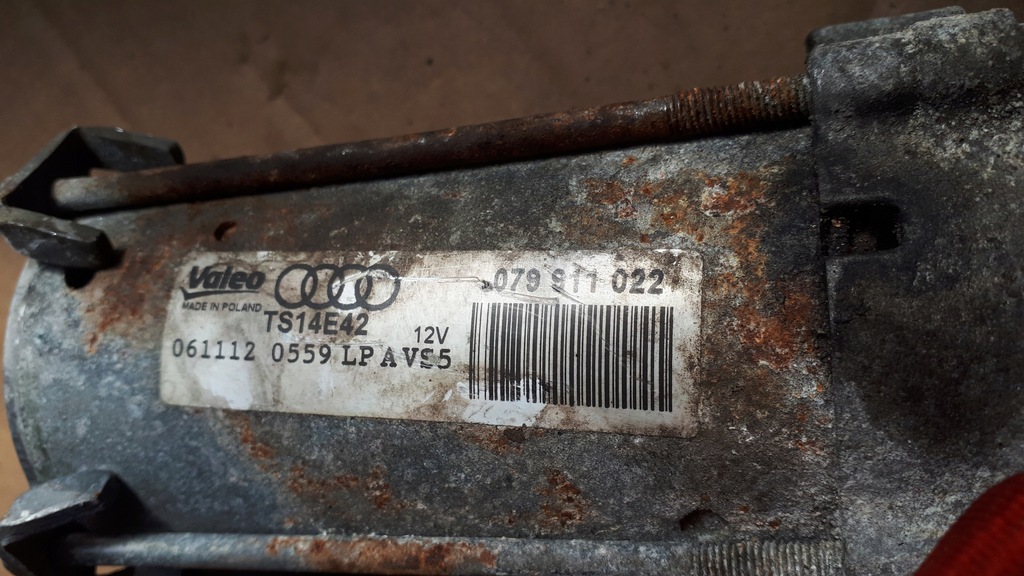 Valeo
MADE IN POLAND
079 911 022
TS14E42
12V
061112 0559 LP A VS5